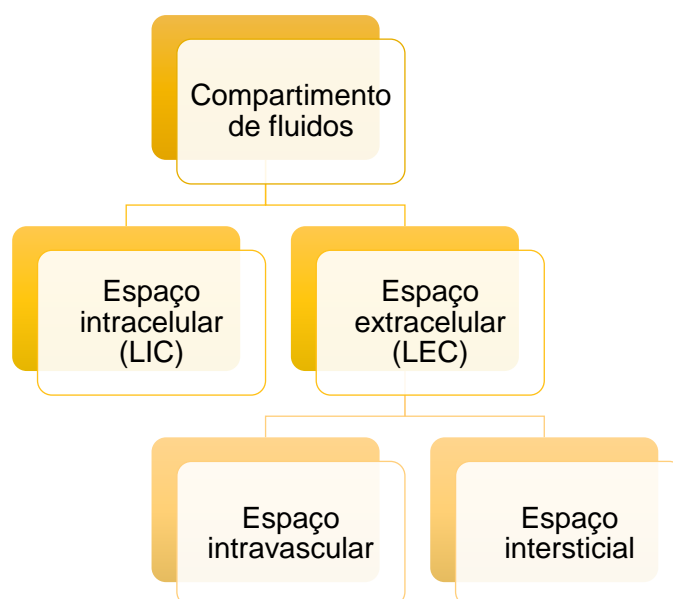 Compartimento
de fluidos
Espaço
intracelular
(LIC)
Espaço
extracelular
(LEC)
Espaço
intravascular
Espaço
intersticial